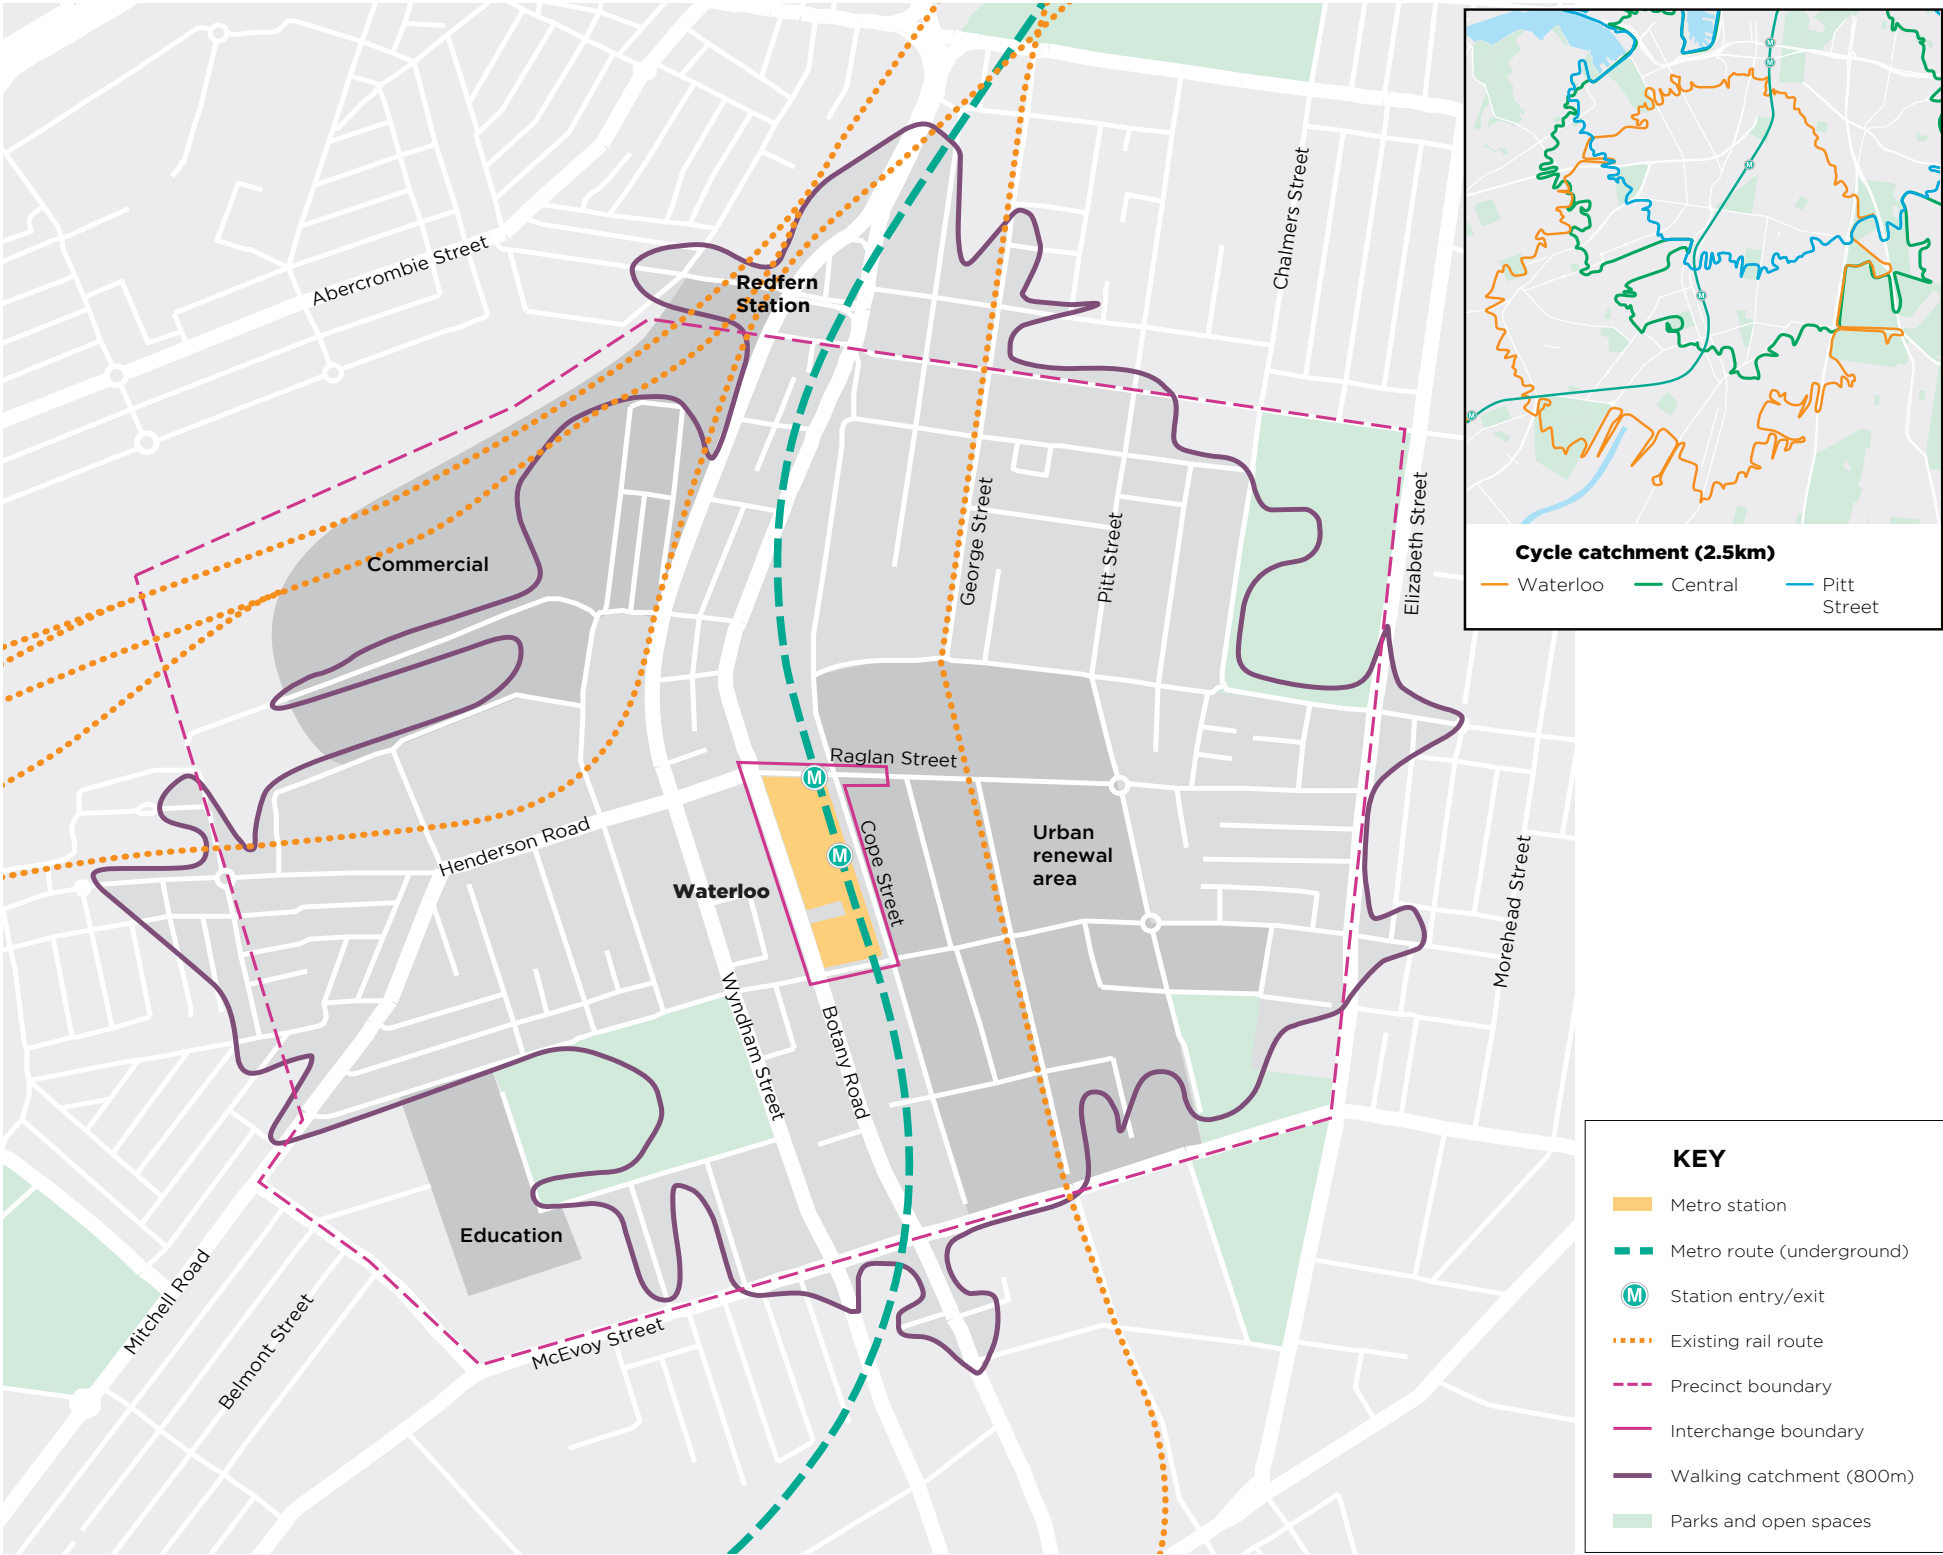 Abercrombie Street
Redfern
Station
Chalmers Street
Commercial
George Street
Pitt Street
Elizabeth Street
Raglan Street
M
M
Cope Street
Henderson Road
Waterloo
Urban
renewal
area
Morehead Street
Wyndham Street
Botany Road
Education
Mitchell Road
Belmont Street
McEvoy Street
M
M
M
M
M
Cycle catchment (2.5km)
Waterloo
Central
Pitt
Street
KEY
Metro station
Metro route (underground)
M
Station entry/exit
Existing rail route
Precinct boundary
Interchange boundary
Walking catchment (800m)
Parks and open spaces